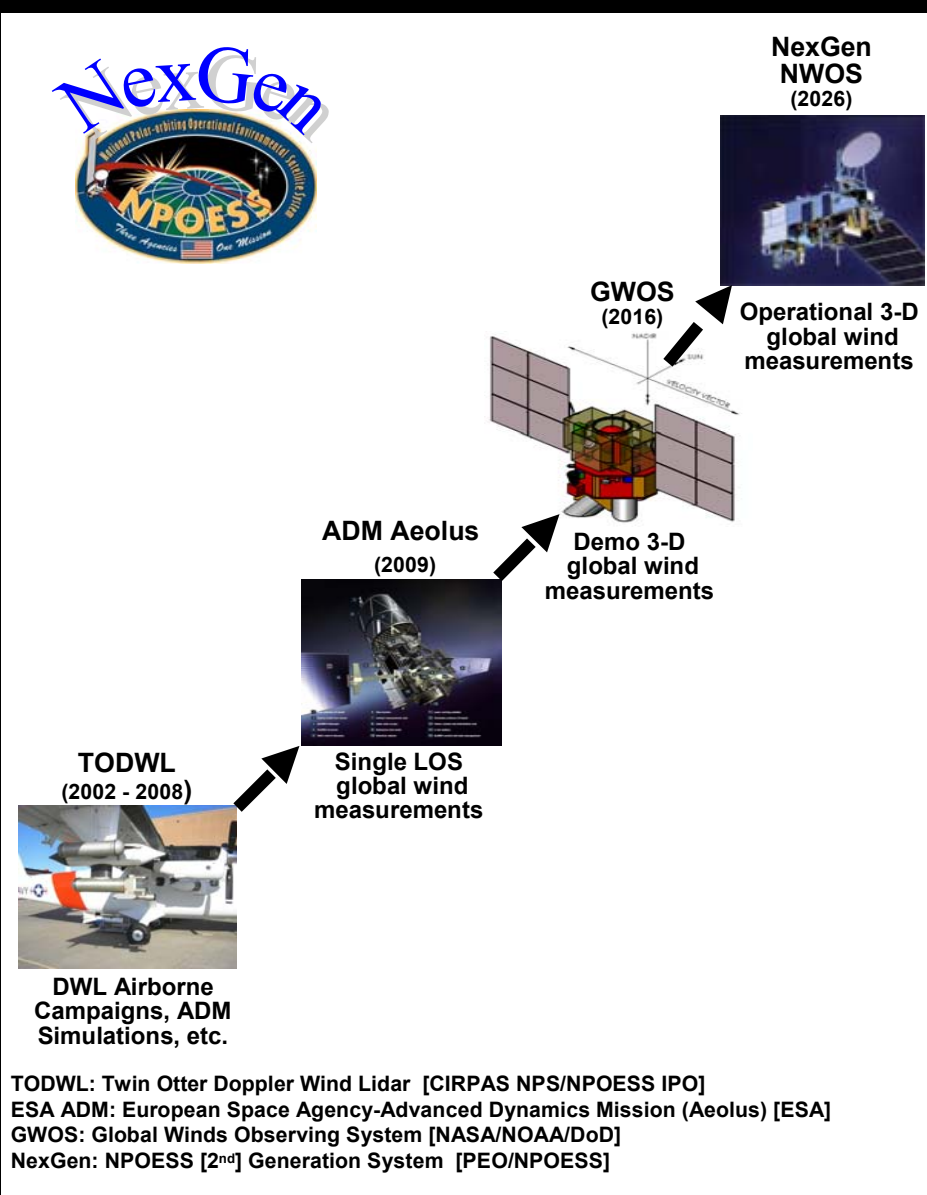 NexGen
National Polar-orbiting Operational Environmental Satellite System
NPOESS
Three Agencies One Mission
NexGen
NWOS
(2026)
Operational 3-D
global wind
measurements
GWOS
(2016)
NADIR
SUN
VELOCITY VECTOR
Demo 3-D
global wind
measurements
ADM Aeolus
(2009)
Single LOS
global wind
measurements
TODWL
(2002 - 2008)
DWL Airborne
Campaigns, ADM
Simulations, etc.
TODWL: Twin Otter Doppler Wind Lidar [CIRPAS NPS/NPOESS IPO]
ESA ADM: European Space Agency-Advanced Dynamics Mission (Aeolus) [ESA]
GWOS: Global Winds Observing System [NASA/NOAA/DoD]
NexGen: NPOESS [2nd] Generation System [PEO/NPOESS]